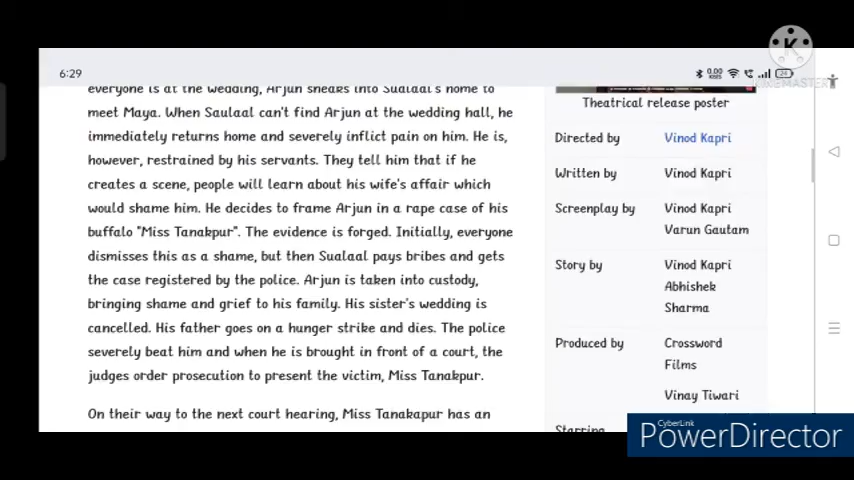 6:29
0.00
KB/S
24
K
KINEMASTER
everyone is at the wedding, Arjun sneaks into Sualaal's home to
meet Maya. When Saulaal can't find Arjun at the wedding hall, he
immediately returns home and severely inflict pain on him. He is,
however, restrained by his servants. They tell him that if he
creates a scene, people will learn about his wife's affair which
would shame him. He decides to frame Arjun in a rape case of his
buffalo "Miss Tanakpur". The evidence is forged. Initially, everyone
dismisses this as a shame, but then Sualaal pays bribes and gets
the case registered by the police. Arjun is taken into custody,
bringing shame and grief to his family. His sister's wedding is
cancelled. His father goes on a hunger strike and dies. The police
severely beat him and when he is brought in front of a court, the
judges order prosecution to present the victim, Miss Tanakpur.
On their way to the next court hearing, Miss Tanakapur has an
Theatrical release poster
Directed by Vinod Kapri
Written by Vinod Kapri
Screenplay by Vinod Kapri
Varun Gautam
Story by Vinod Kapri
Abhishek
Sharma
Produced by Crossword
Films
Vinay Tiwari
Starring
CyberLink
PowerDirector